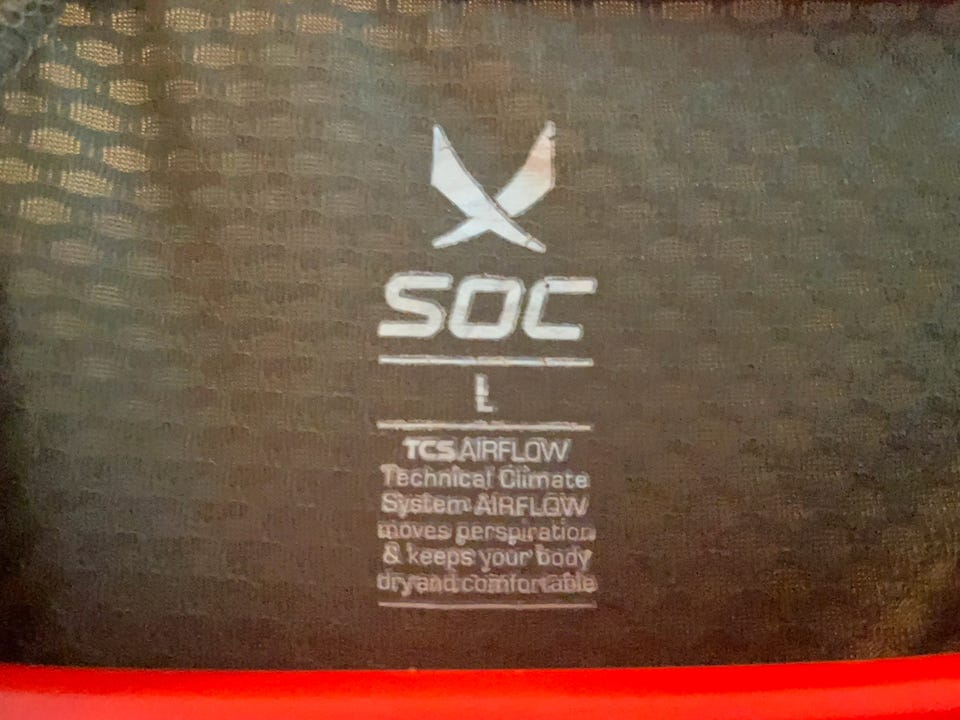 SOC
L
TCS AIRFLOW
Technical Climate
System AIRFLOW
moves perspiration
& keeps your body
dry and comfortable